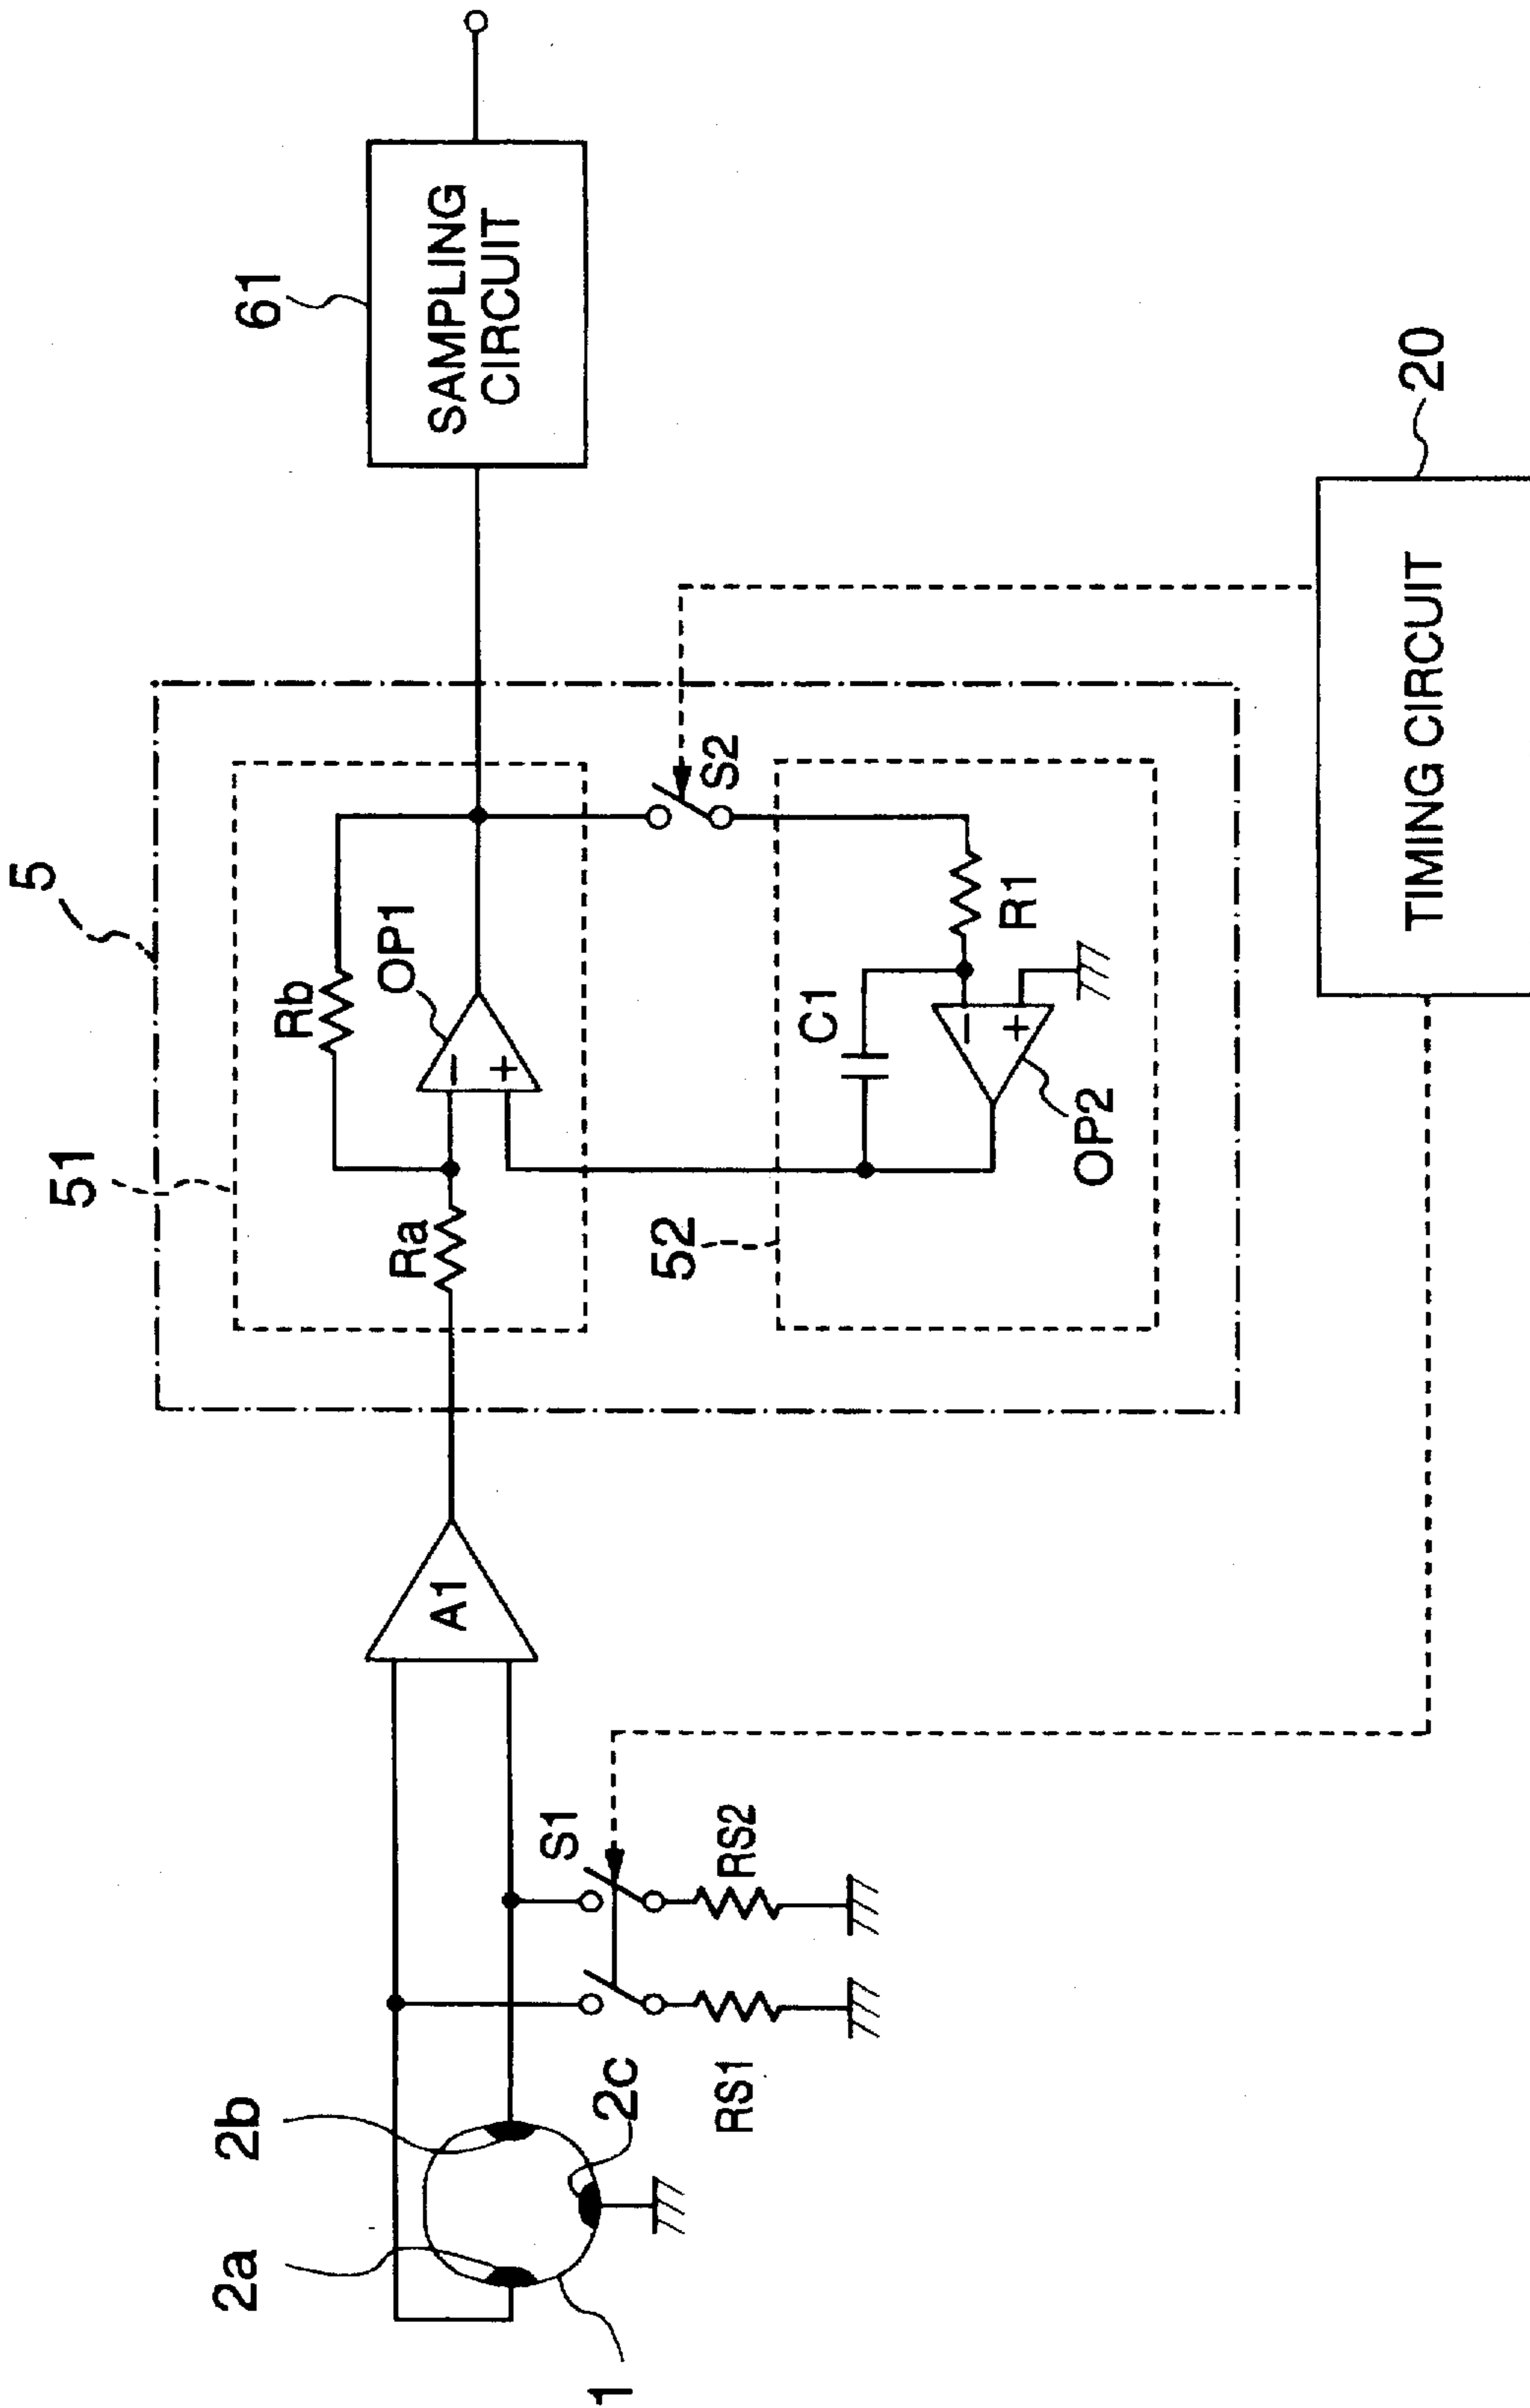 5
51
61
Rb
OP1
SAMPLING
CIRCUIT
Ra
A1
52
S2
C1
R1
OP2
2a
2b
2c
1
S1
RS1
RS2
TIMING CIRCUIT
20